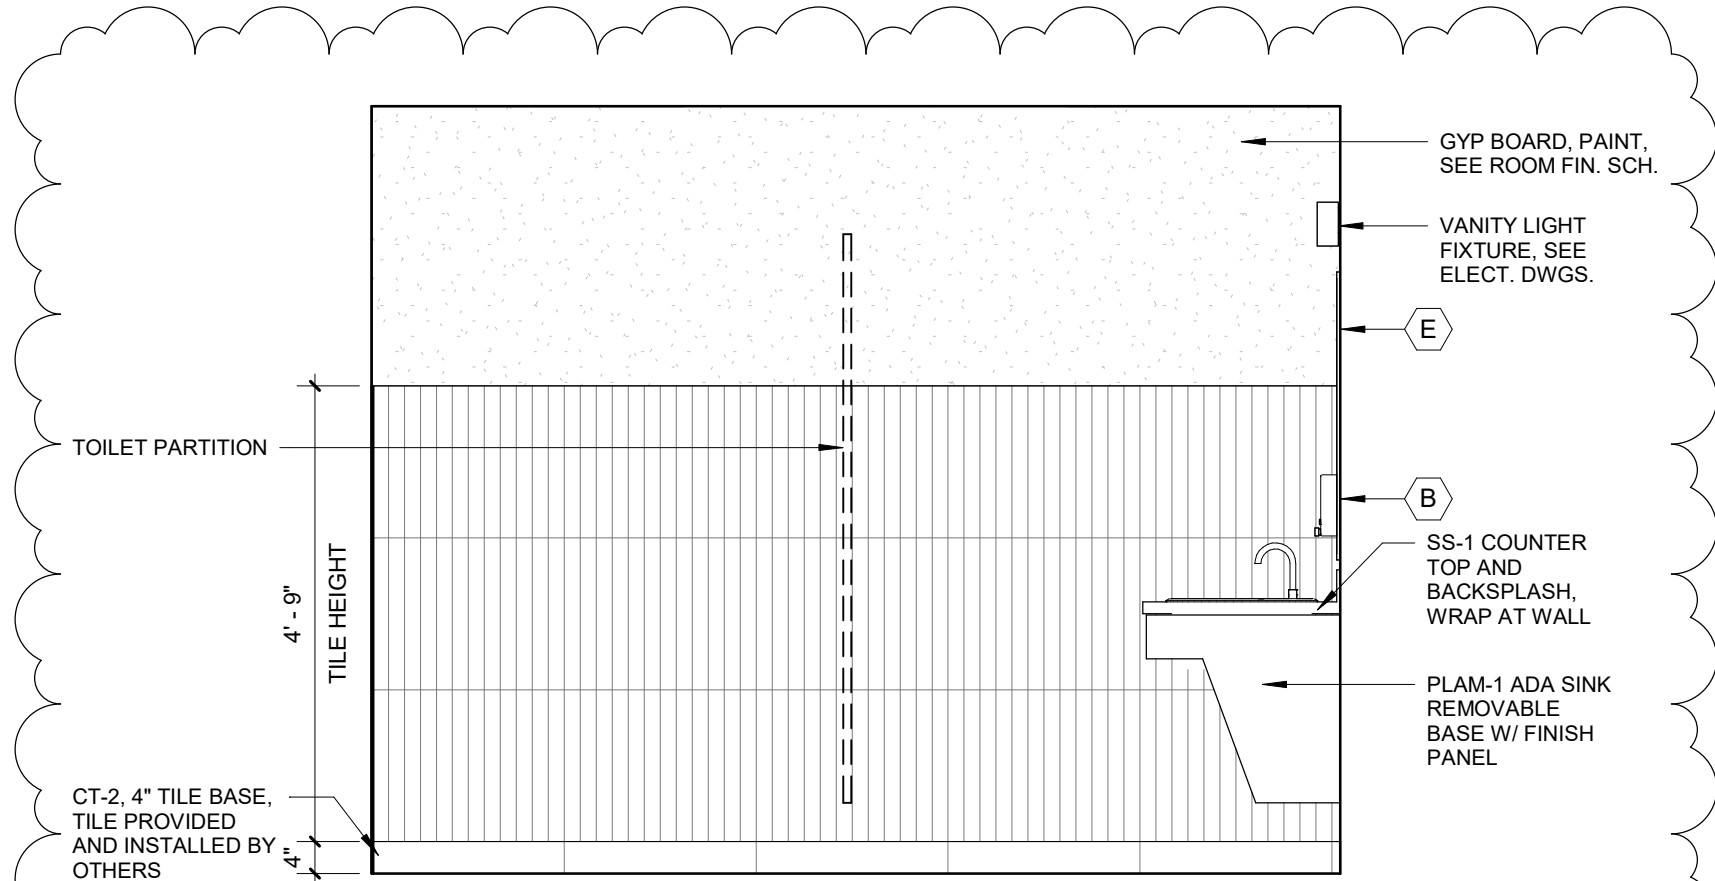 GYP BOARD, PAINT,
SEE ROOM FIN. SCH.
VANITY LIGHT
FIXTURE, SEE
ELECT. DWGS.
E
TOILET PARTITION
B
SS-1 COUNTER
TOP AND
BACKSPLASH,
WRAP AT WALL
4' - 9"
TILE HEIGHT
PLAM-1 ADA SINK
REMOVABLE
BASE W/ FINISH
PANEL
CT-2, 4" TILE BASE,
TILE PROVIDED
AND INSTALLED BY
OTHERS
4"